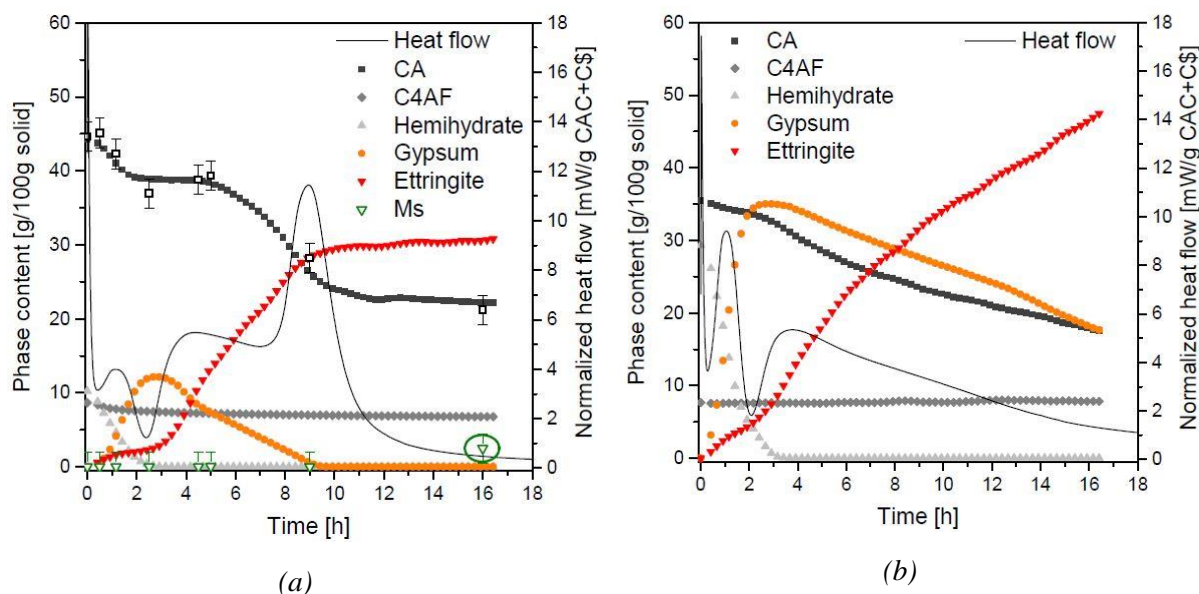 60
50
40
30
20
10
0
Phase content [g/100g solid]
Heat flow
CA
C4AF
Hemihydrate
Gypsum
Ettringite
Ms
18
16
14
12
10
8
6
4
2
0
Normalized heat flow [mW/g CAC+C$]
0 2 4 6 8 10 12 14 16 18
Time [h]
(a)
60
50
40
30
20
10
0
Phase content [g/100g solid]
CA
C4AF
Hemihydrate
Gypsum
Ettringite
Heat flow
18
16
14
12
10
8
6
4
2
0
Normalized heat flow [mW/g CAC+C$]
0 2 4 6 8 10 12 14 16 18
Time [h]
(b)